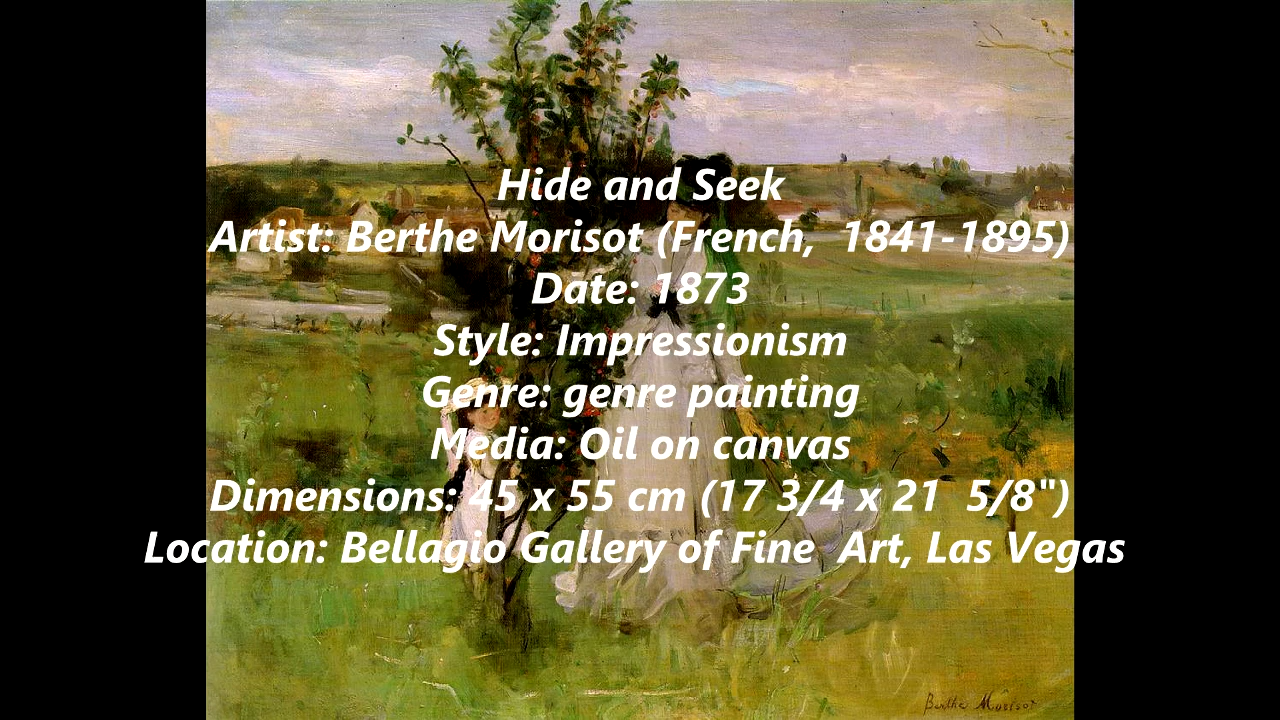 Hide and Seek
Artist: Berthe Morisot (French,  1841-1895)
Date: 1873
Style: Impressionism
Genre: genre painting
Media: Oil on canvas
Dimensions: 45 x 55 cm (17 3/4 x 21  5/8")
Location: Bellagio Gallery of Fine  Art, Las Vegas
Berthe Morisot